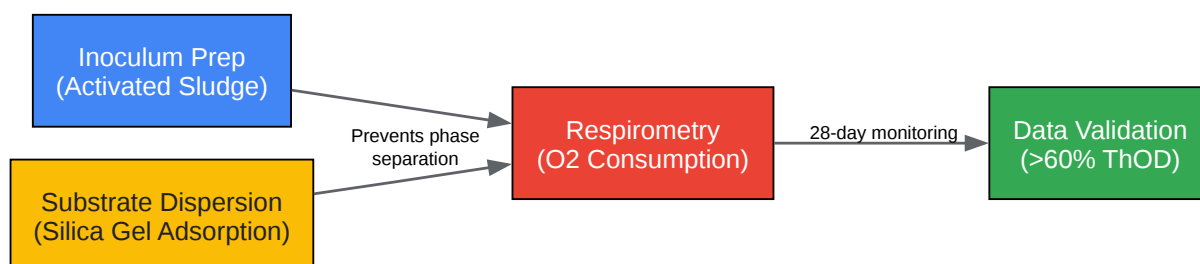 Inoculum Prep
(Activated Sludge)
Substrate Dispersion
(Silica Gel Adsorption)
Prevents phase
separation
Respirometry
(O2 Consumption)
28-day monitoring
Data Validation
(>60% ThOD)